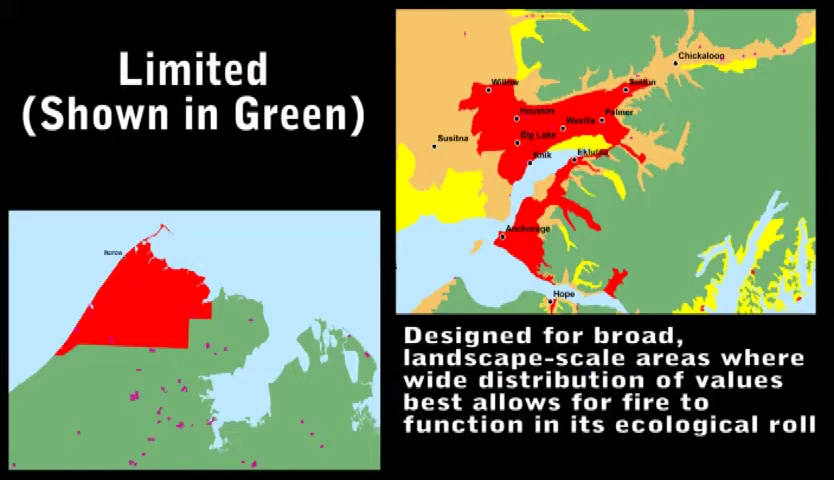 Limited
(Shown in Green)
Chickaloog
Willow
Sutton
Houston
Wasilla
Palmer
Susitna
Big Lake
Knik
Eklutna
Anchorage
Hope
Designed for broad,
landscape-scale areas where
wide distribution of values
best allows for fire to
function in its ecological roll